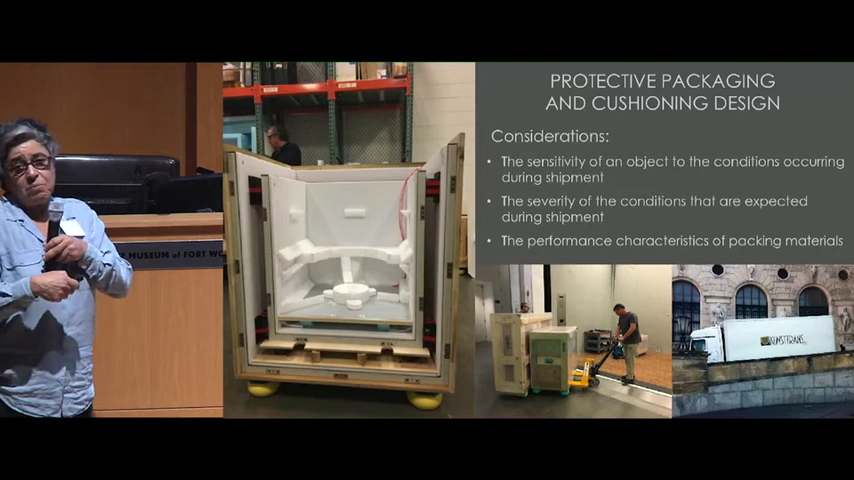 PROTECTIVE PACKAGING
AND CUSHIONING DESIGN
Considerations:
• The sensitivity of an object to the conditions occurring
during shipment
• The severity of the conditions that are expected
during shipment
• The performance characteristics of packing materials
MUSEUM of FORT WO
KUNSTTRANS